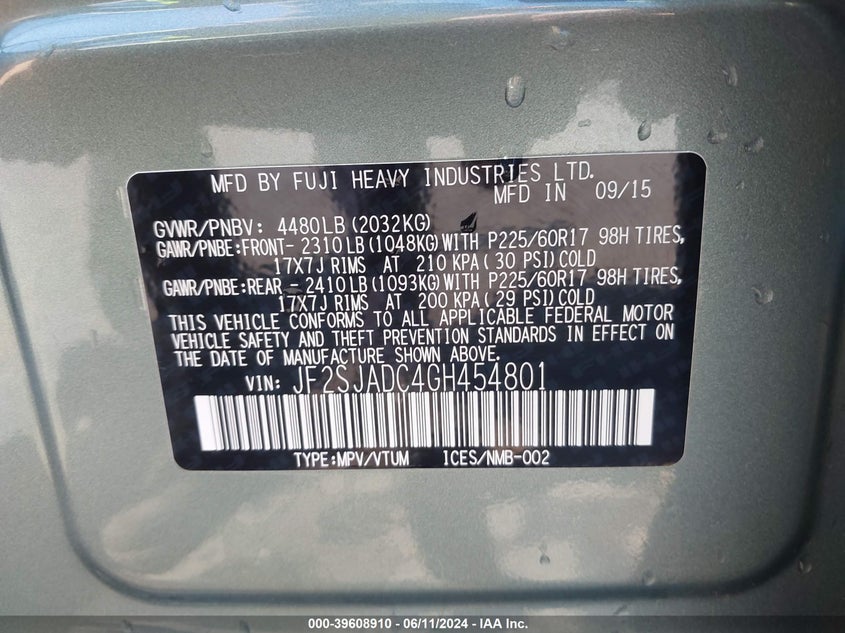 MFD BY FUJI HEAVY INDUSTRIES LTD.
MFD IN 09/15
GVWR/PNBV: 4480LB (2032KG)
GAWR/PNBE:FRONT- 2310 LB (1048KG) WITH P225/60R17 98H TIRES,
17X7J RIMS AT 210 KPA ( 30 PSI) COLD
GAWR/PNBE:REAR - 2410 LB (1093KG) WITH P225/60R17 98H TIRES,
17X7J RIMS AT 200 KPA ( 29 PSI) COLD
THIS VEHICLE CONFORMS TO ALL APPLICABLE FEDERAL MOTOR
VEHICLE SAFETY AND THEFT PREVENTION STANDARDS IN EFFECT ON
THE DATE OF MANUFACTURE SHOWN ABOVE.
VIN: JF2SJADC4GH454801
TYPE:MPV/VTUM ICES/NMB-002
000-39608910 - 06/11/2024 - IAA Inc.